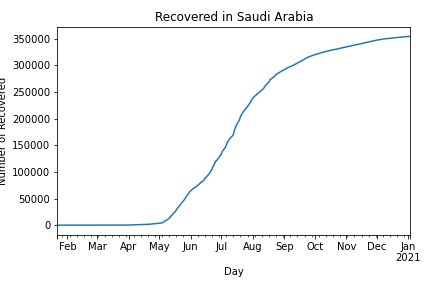 Recovered in Saudi Arabia
Number of Recovered
350000
300000
250000
200000
150000
100000
50000
0
Feb Mar Apr May Jun Jul Aug Sep Oct Nov Dec Jan
2021
Day